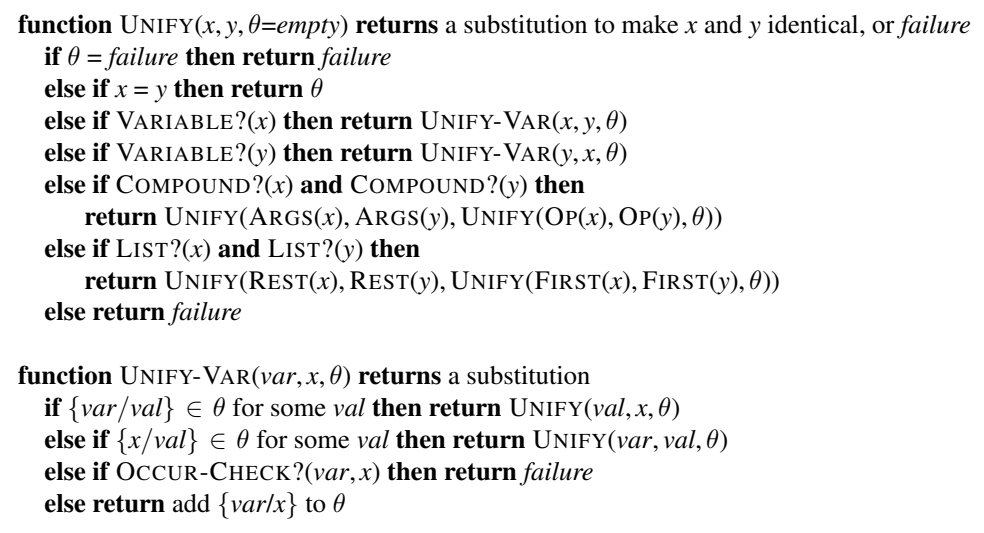 function UNIFY(x, y, θ=empty) returns a substitution to make x and y identical, or failure
if θ = failure then return failure
else if x = y then return θ
else if VARIABLE?(x) then return UNIFY-VAR(x, y, θ)
else if VARIABLE?(y) then return UNIFY-VAR(y, x, θ)
else if COMPOUND?(x) and COMPOUND?(y) then
return UNIFY(ARGS(x), ARGS(y), UNIFY(OP(x), OP(y), θ))
else if LIST?(x) and LIST?(y) then
return UNIFY(REST(x), REST(y), UNIFY(FIRST(x), FIRST(y), θ))
else return failure
function UNIFY-VAR(var, x, θ) returns a substitution
if {var/val} ∈ θ for some val then return UNIFY(val, x, θ)
else if {x/val} ∈ θ for some val then return UNIFY(var, val, θ)
else if OCCUR-CHECK?(var, x) then return failure
else return add {var/x} to θ